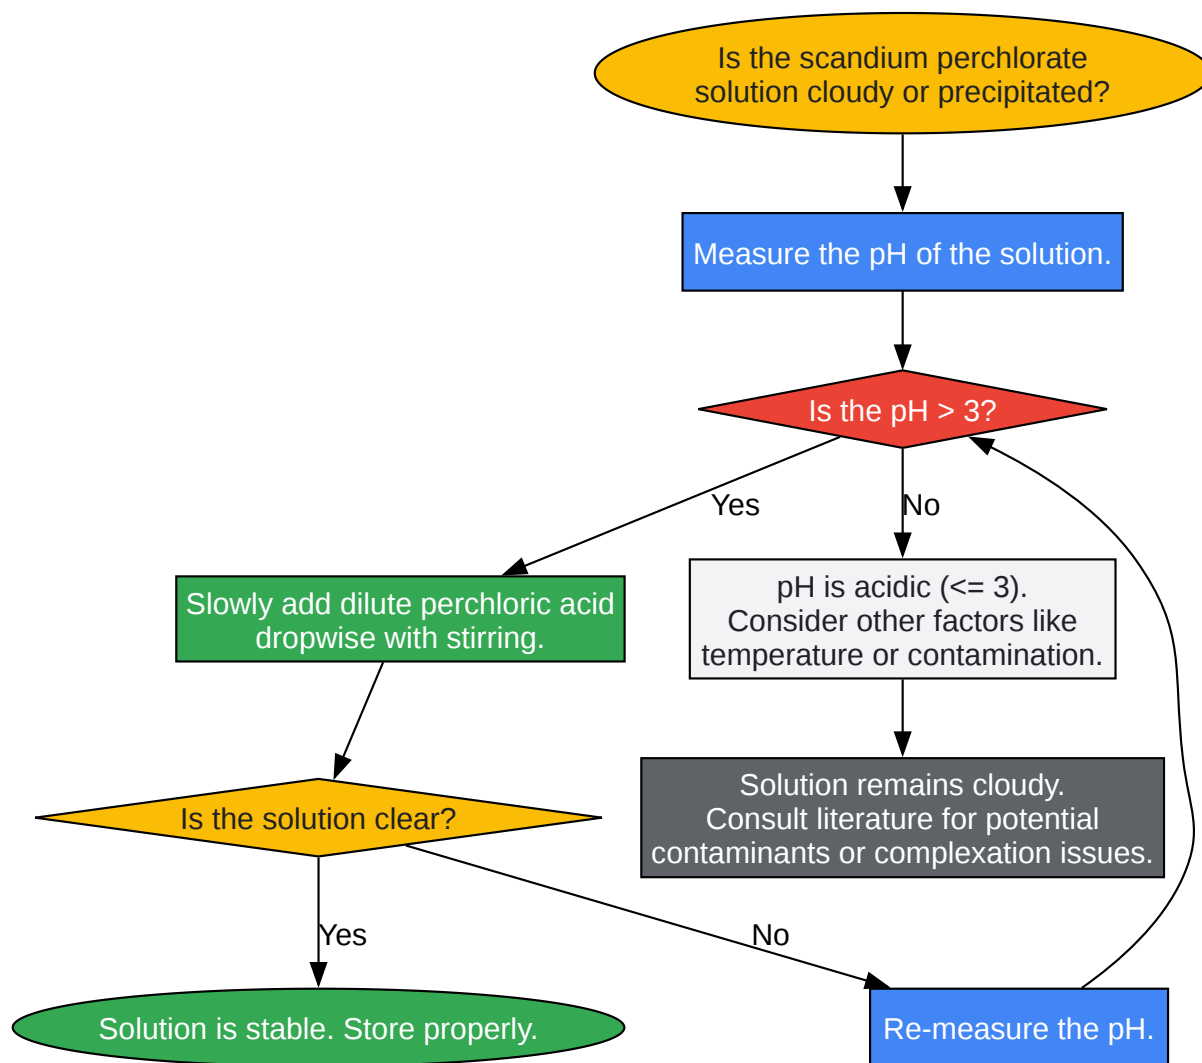 Is the scandium perchlorate
solution cloudy or precipitated?
Measure the pH of the solution.
Is the pH > 3?
Yes
No
Slowly add dilute perchloric acid
dropwise with stirring.
pH is acidic (<= 3).
Consider other factors like
temperature or contamination.
Solution remains cloudy.
Consult literature for potential
contaminants or complexation issues.
Is the solution clear?
Yes
No
Solution is stable. Store properly.
Re-measure the pH.